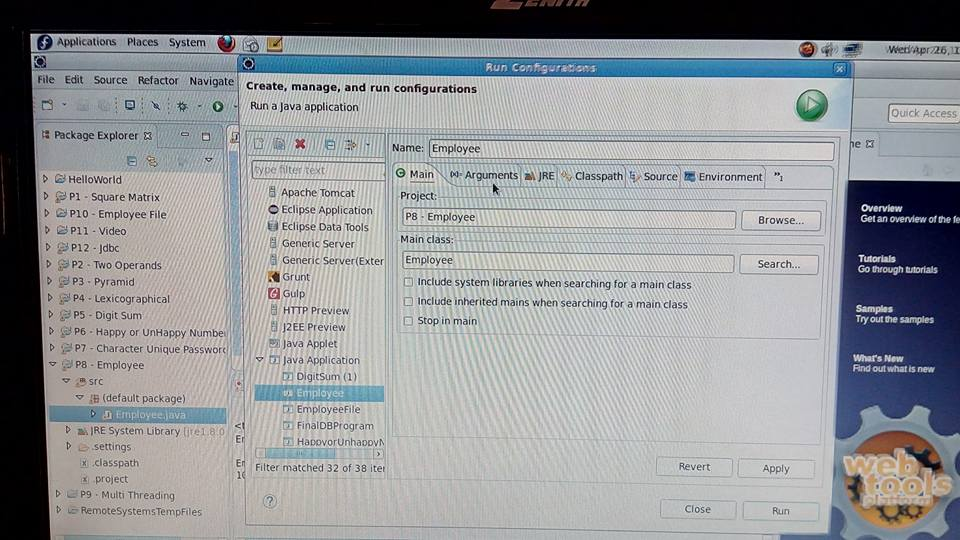 ZENITH
Applications Places System
Wed Apr 26, 1
Run Configurations
File Edit Source Refactor Navigate
Create, manage, and run configurations
Run a Java application
Quick Access
Package Explorer
HelloWorld
P1 - Square Matrix
P10 - Employee File
P11 - Video
P12 - Jdbc
P2 - Two Operands
P3 - Pyramid
P4 - Lexicographical
P5 - Digit Sum
P6 - Happy or UnHappy Number
P7 - Character Unique Password
P8 - Employee
src
(default package)
Employee.java
JRE System Library [jre1.8.0
.settings
.classpath
.project
P9 - Multi Threading
RemoteSystemsTempFiles
type filter text
Apache Tomcat
Eclipse Application
Eclipse Data Tools
Generic Server
Generic Server(Exter
Grunt
Gulp
HTTP Preview
J2EE Preview
Java Applet
Java Application
DigitSum (1)
Employee
EmployeeFile
FinalDBProgram
HappyorUnhappyN
Filter matched 32 of 38 iter
Name: Employee
Main Arguments JRE Classpath Source Environment »1
Project:
P8 - Employee Browse...
Main class:
Employee Search...
Include system libraries when searching for a main class
Include inherited mains when searching for a main class
Stop in main
Revert Apply
? Close Run
ne
Overview
Get an overview of the fe
Tutorials
Go through tutorials
Samples
Try out the samples
What's New
Find out what is new
web
tools
platform